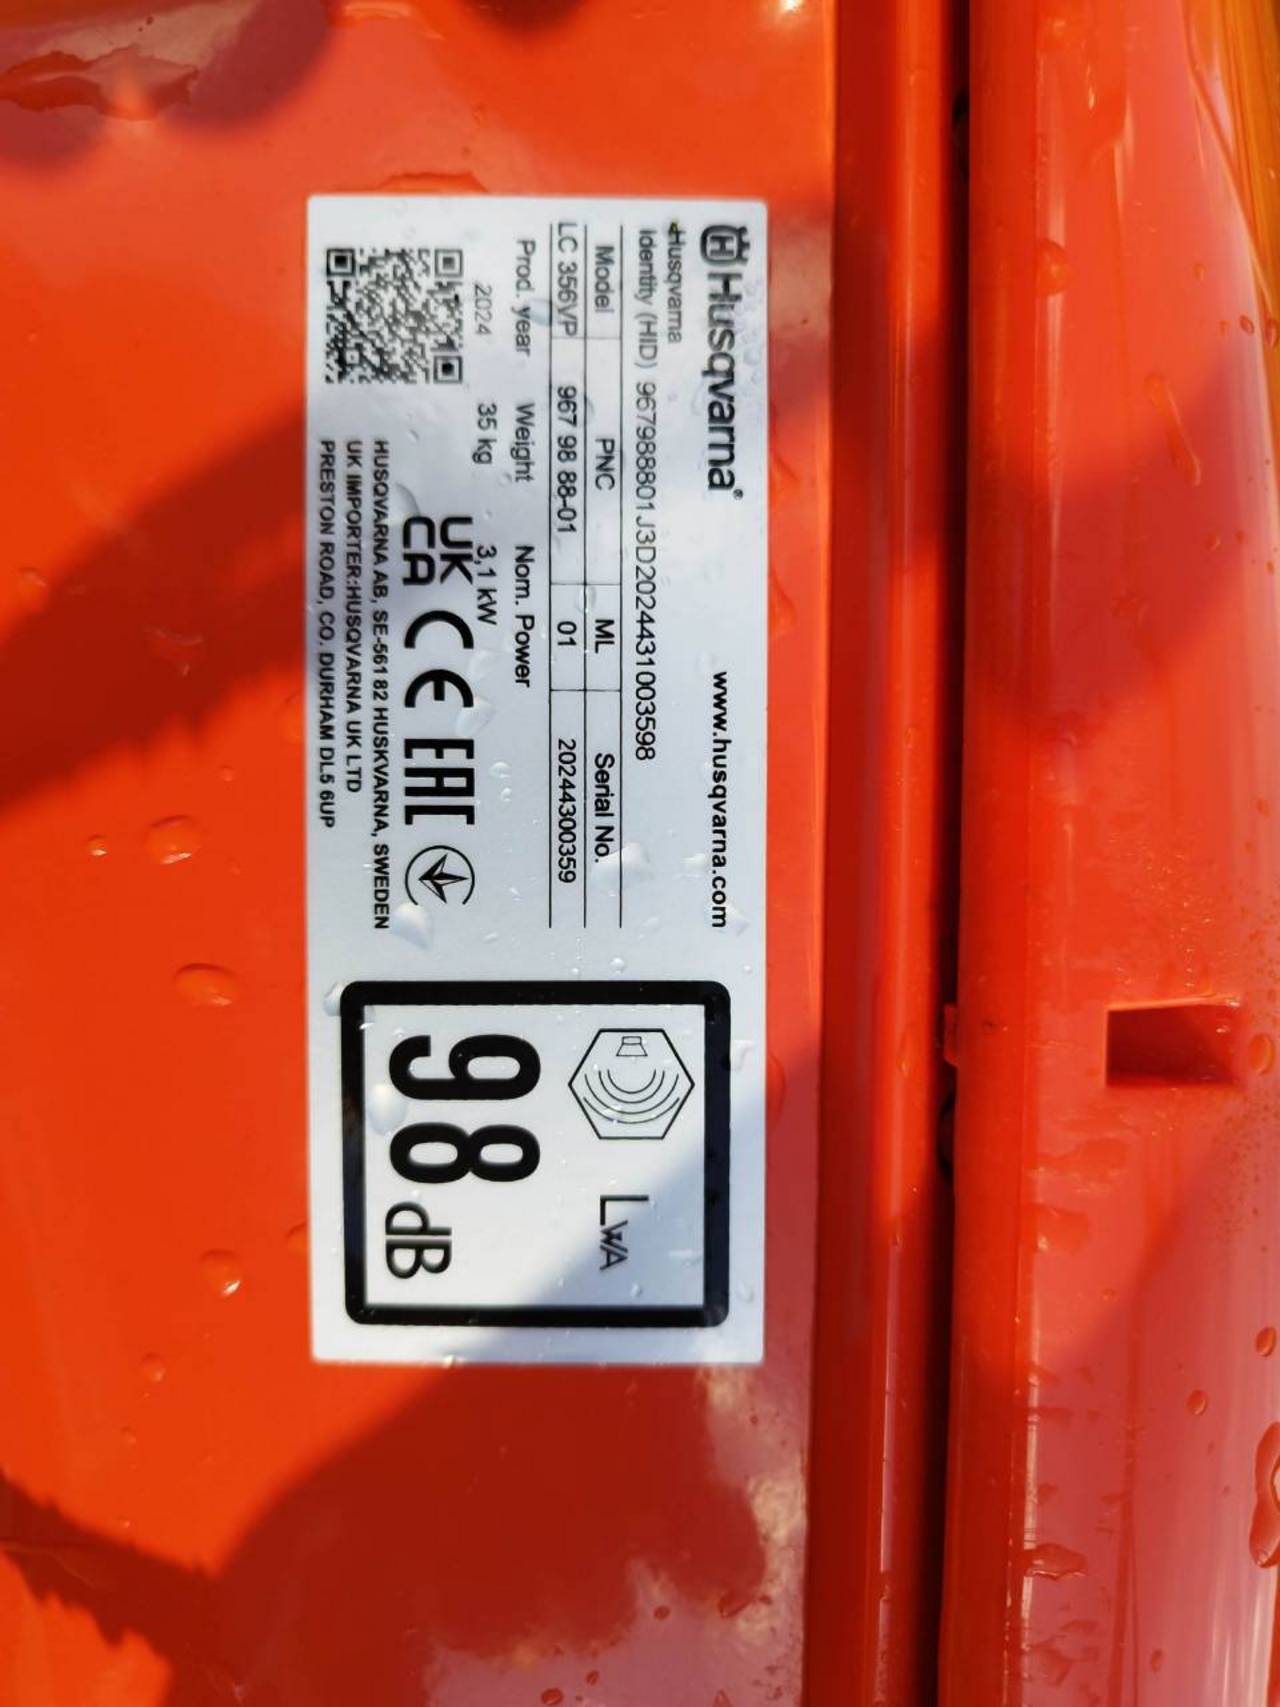 Husqvarna® www.husqvarna.com
Husqvarna
Identity (HID) 967988801J3D2024431003598
Model PNC ML Serial No.
LC 356VP 967 98 88-01 01 20244300359
Prod. year Weight Nom. Power
2024 35 kg 3,1 kW
UK
CA CE EAC
HUSQVARNA AB, SE-561 82 HUSKVARNA, SWEDEN
UK IMPORTER:HUSQVARNA UK LTD
PRESTON ROAD, CO. DURHAM DL5 6UP
LWA
98 dB